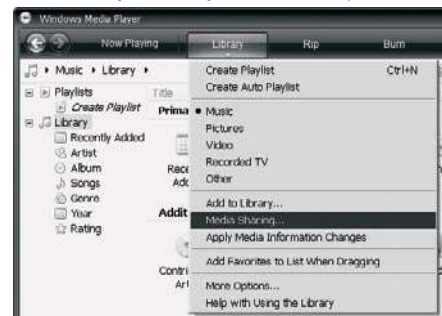 Windows Media Player
Now Playing Library Rip Burn
Music Library
Playlists
Create Playlist
Library
Recently Added
Artist
Album
Songs
Genre
Year
Rating
Title
Prima
Rece
Add
Addit
Contri
Art
Create Playlist Ctrl+N
Create Auto Playlist
Music
Pictures
Video
Recorded TV
Other
Add to Library...
Media Sharing...
Apply Media Information Changes
Add Favorites to List When Dragging
More Options...
Help with Using the Library